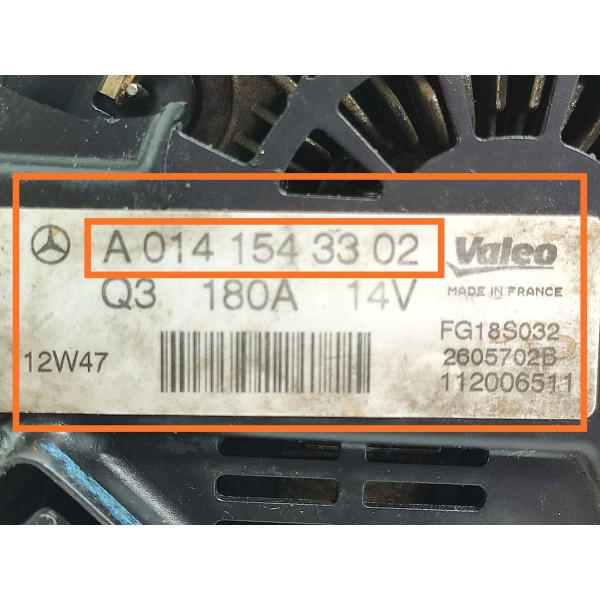 A 014 154 33 02
Valeo
Q3 180A 14V
MADE IN FRANCE
FG18S032
12W47
2605702B
112006511